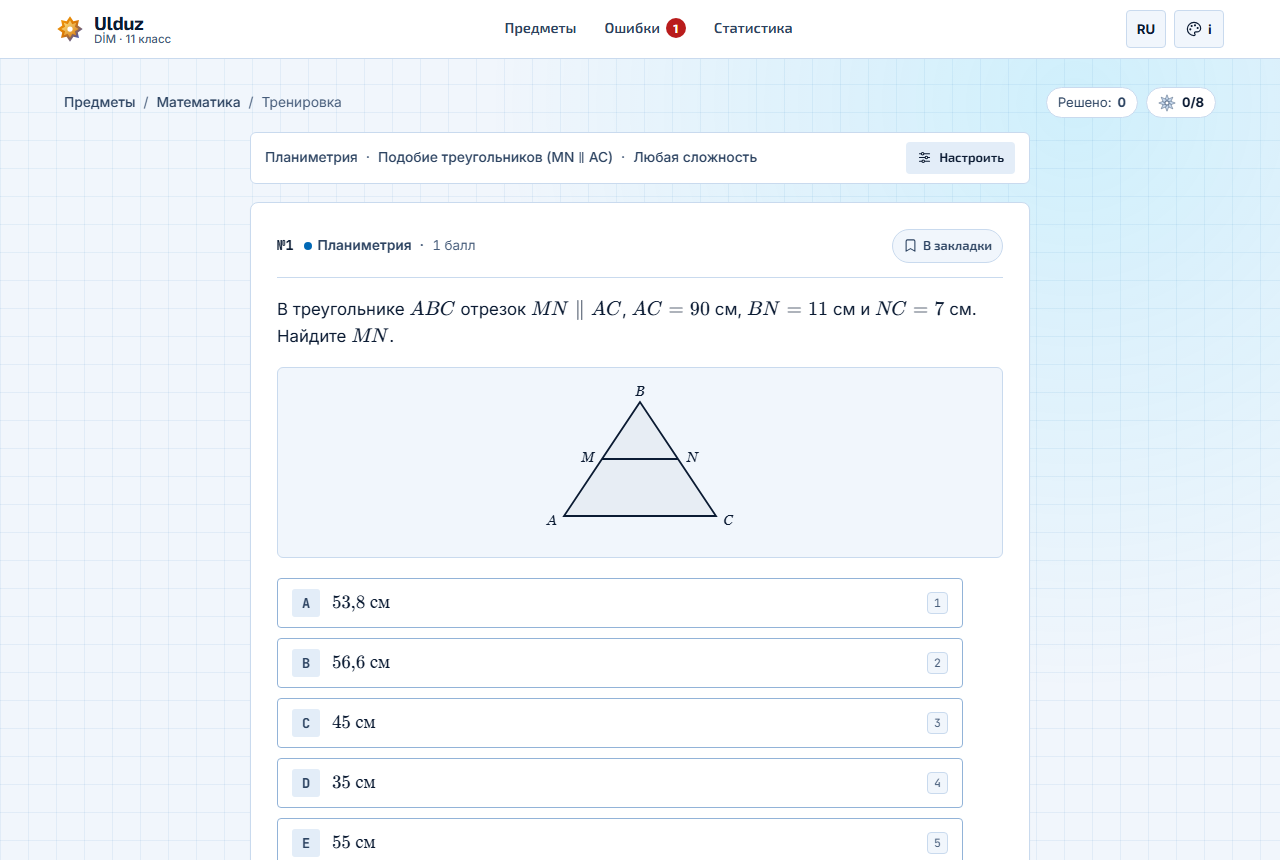 Ulduz
DİM · 11 класс
Предметы
Ошибки 1
Статистика
RU
i
Предметы / Математика / Тренировка
Решено: 0
0/8
Планиметрия · Подобие треугольников (MN ∥ AC) · Любая сложность
Настроить
№1 Планиметрия · 1 балл
В закладки
В треугольнике ABC отрезок MN ∥ AC, AC = 90 см, BN = 11 см и NC = 7 см.
Найдите MN.
B
M N
A C
A 53,8 см 1
B 56,6 см 2
C 45 см 3
D 35 см 4
E 55 см 5